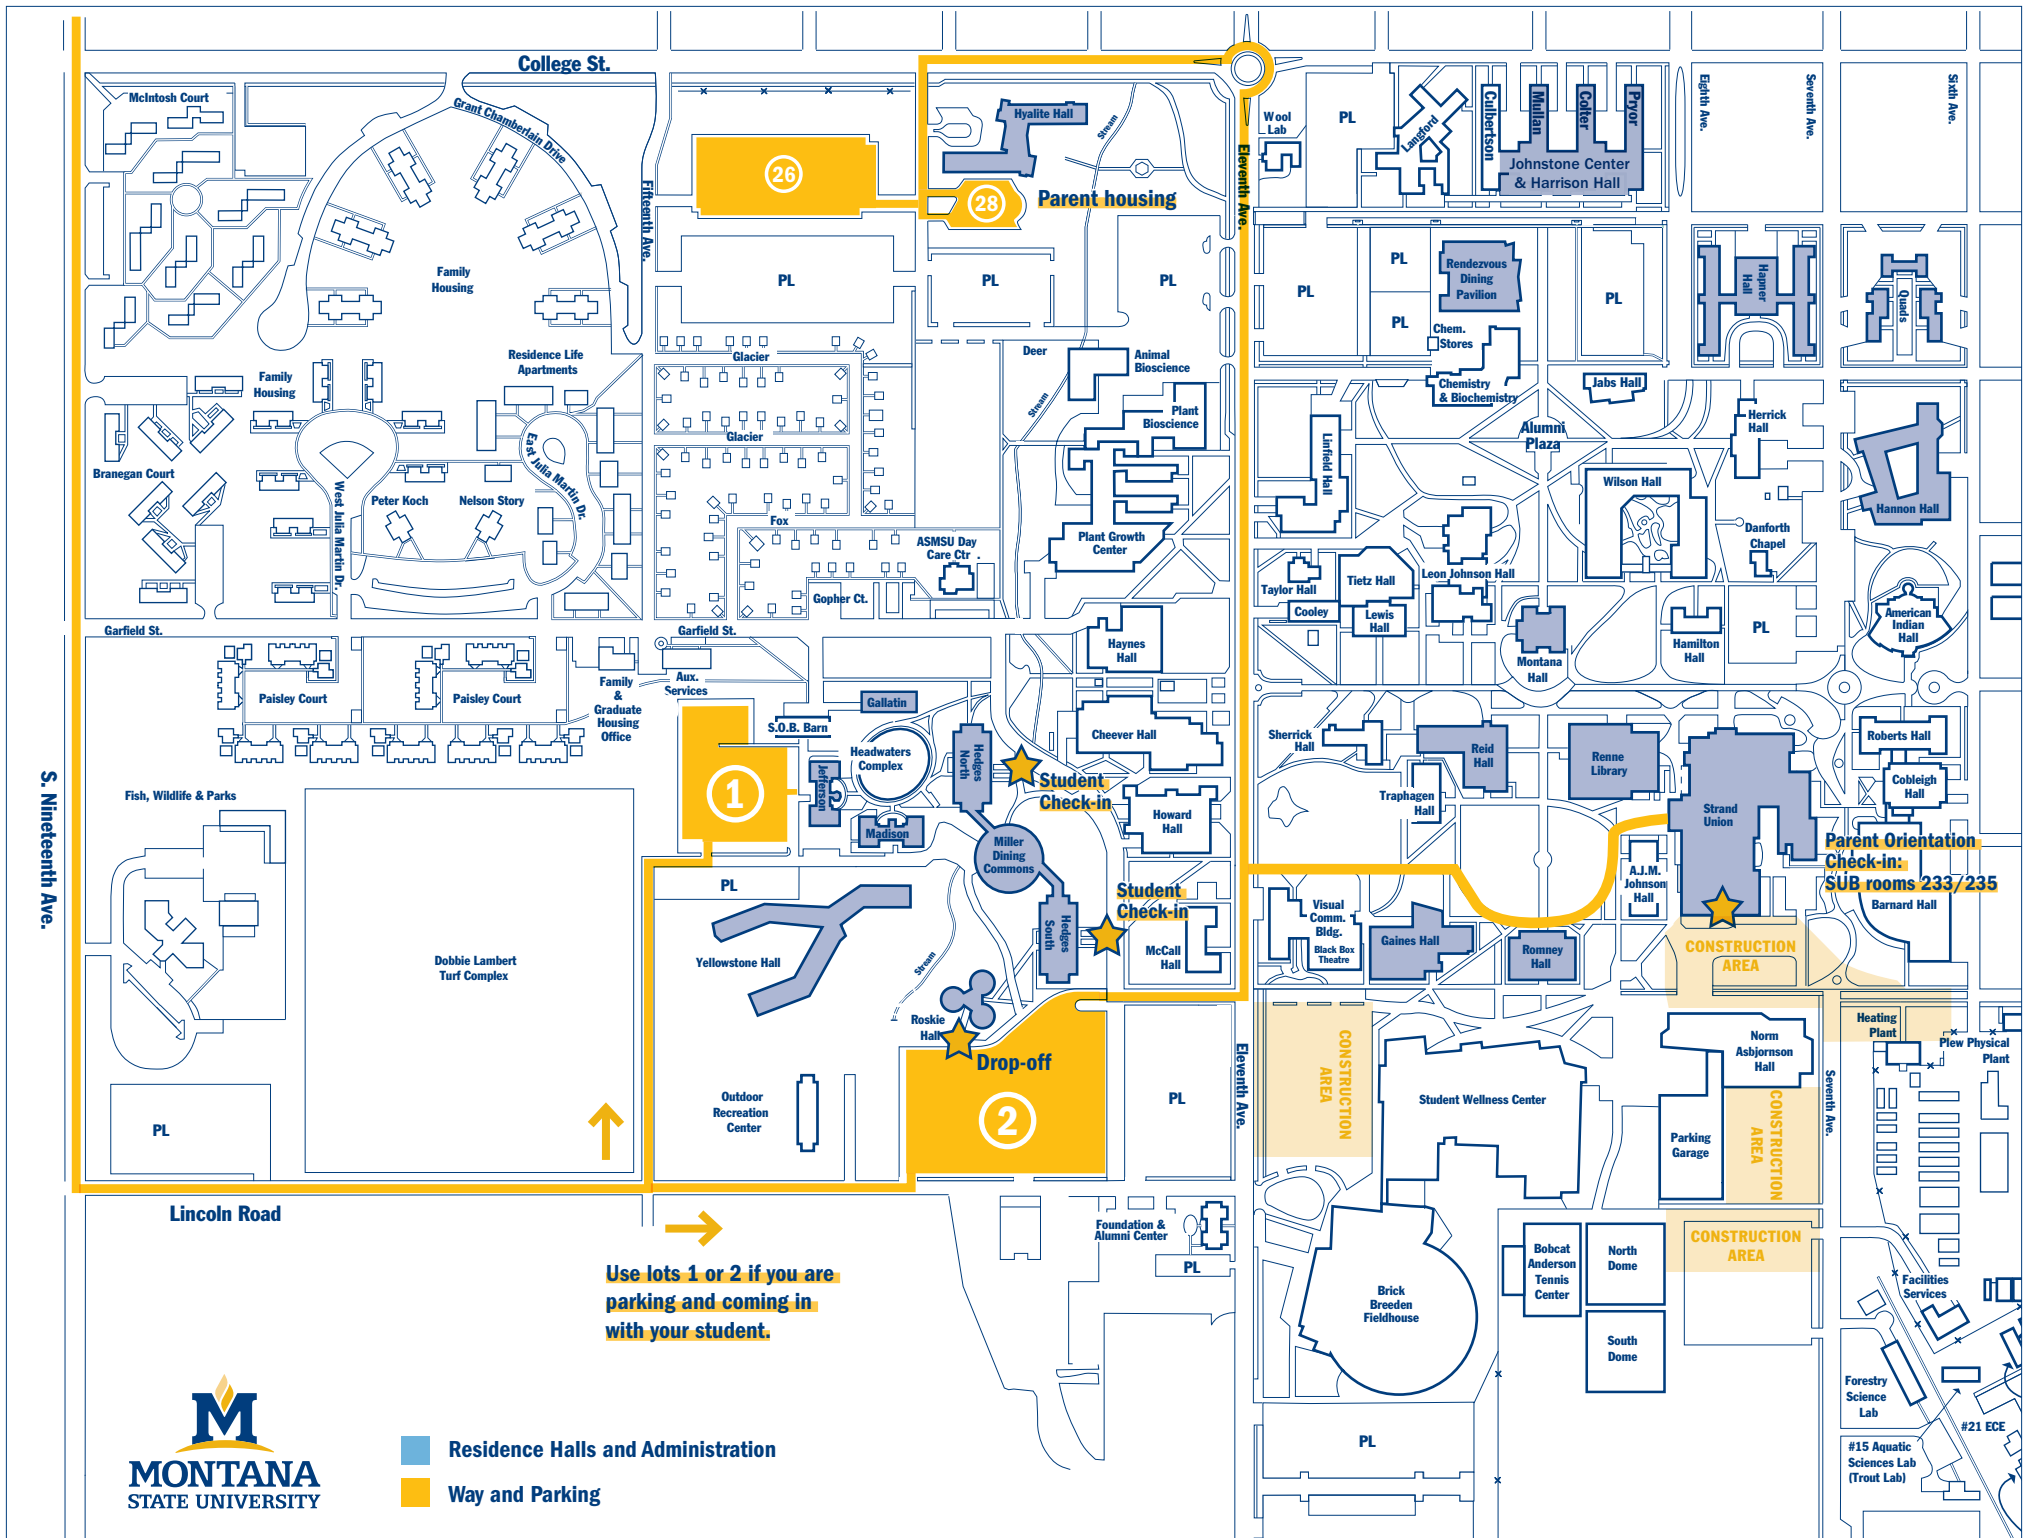 College St.
McIntosh Court
Grant Chamberlain Drive
Hyalite Hall
Stream
Wool
Lab
PL
Langford
Culbertson
Mullan
Colter
Pryor
Johnstone Center
& Harrison Hall
Eighth Ave.
Seventh Ave.
Sixth Ave.
26
28
Parent housing
Fifteenth Ave.
Eleventh Ave.
Family
Housing
PL
PL
PL
PL
PL
PL
PL
Rendezvous
Dining
Pavilion
Hapner
Hall
Quads
Chem.
Stores
Glacier
Deer
Animal
Bioscience
Residence Life
Apartments
Family
Housing
Chemistry
& Biochemistry
Jabs Hall
Stream
Plant
Bioscience
Herrick
Hall
Glacier
Alumni
Plaza
Linfield Hall
Branegan Court
East Julia Martin Dr.
West Julia Martin Dr.
Peter Koch
Nelson Story
Wilson Hall
Hannon Hall
Fox
ASMSU Day
Care Ctr .
Plant Growth
Center
Danforth
Chapel
Taylor Hall
Tietz Hall
Leon Johnson Hall
Gopher Ct.
Cooley
Lewis
Hall
American
Indian
Hall
Garfield St.
Garfield St.
Haynes
Hall
Montana
Hall
Hamilton
Hall
PL
Paisley Court
Paisley Court
Family
&
Graduate
Housing
Office
Aux.
Services
Gallatin
S.O.B. Barn
Headwaters
Complex
Hedges
North
Cheever Hall
Sherrick
Hall
Reid
Hall
Renne
Library
Roberts Hall
S. Nineteenth Ave.
Fish, Wildlife & Parks
1
Jefferson
Madison
Student
Check-in
Howard
Hall
Traphagen
Hall
Strand
Union
Cobleigh
Hall
Miller
Dining
Commons
Parent Orientation
Check-in:
SUB rooms 233/235
PL
Student
Check-in
A.J.M.
Johnson
Hall
Visual
Comm.
Bldg.
Black Box
Theatre
Barnard Hall
Hedges
South
Gaines Hall
Romney
Hall
McCall
Hall
CONSTRUCTION
AREA
Dobbie Lambert
Turf Complex
Yellowstone Hall
Stream
Roskie
Hall
Drop-off
CONSTRUCTION
AREA
Heating
Plant
Norm
Asbjornson
Hall
Plew Physical
Plant
Eleventh Ave.
Seventh Ave.
PL
Outdoor
Recreation
Center
2
PL
Student Wellness Center
Parking
Garage
CONSTRUCTION
AREA
Lincoln Road
Foundation &
Alumni Center
PL
CONSTRUCTION
AREA
Bobcat
Anderson
Tennis
Center
North
Dome
Use lots 1 or 2 if you are
parking and coming in
with your student.
Brick
Breeden
Fieldhouse
Facilities
Services
South
Dome
Forestry
Science
Lab
#21 ECE
#15 Aquatic
Sciences Lab
(Trout Lab)
PL
M
MONTANA
STATE UNIVERSITY
Residence Halls and Administration
Way and Parking